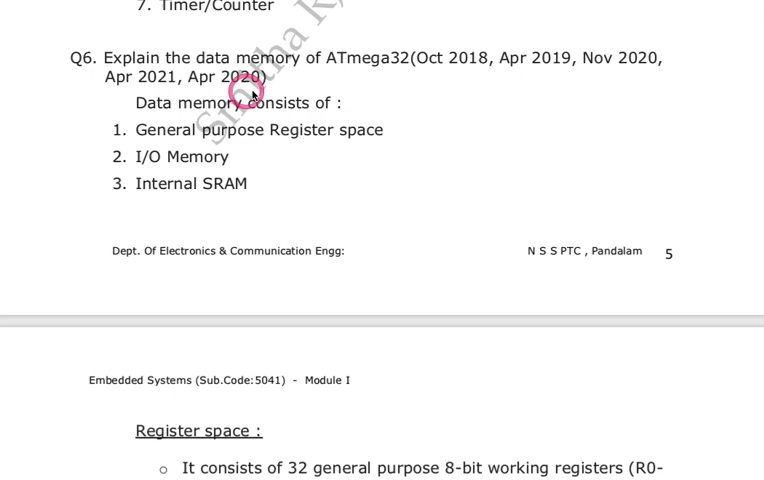 7. Timer/Counter
Q6. Explain the data memory of ATmega32(Oct 2018, Apr 2019, Nov 2020,
Apr 2021, Apr 2020)
Data memory consists of :
1. General purpose Register space
2. I/O Memory
3. Internal SRAM
Dept. Of Electronics & Communication Engg: N S S PTC , Pandalam 5
Embedded Systems (Sub.Code:5041) - Module I
Register space :
o It consists of 32 general purpose 8-bit working registers (R0-